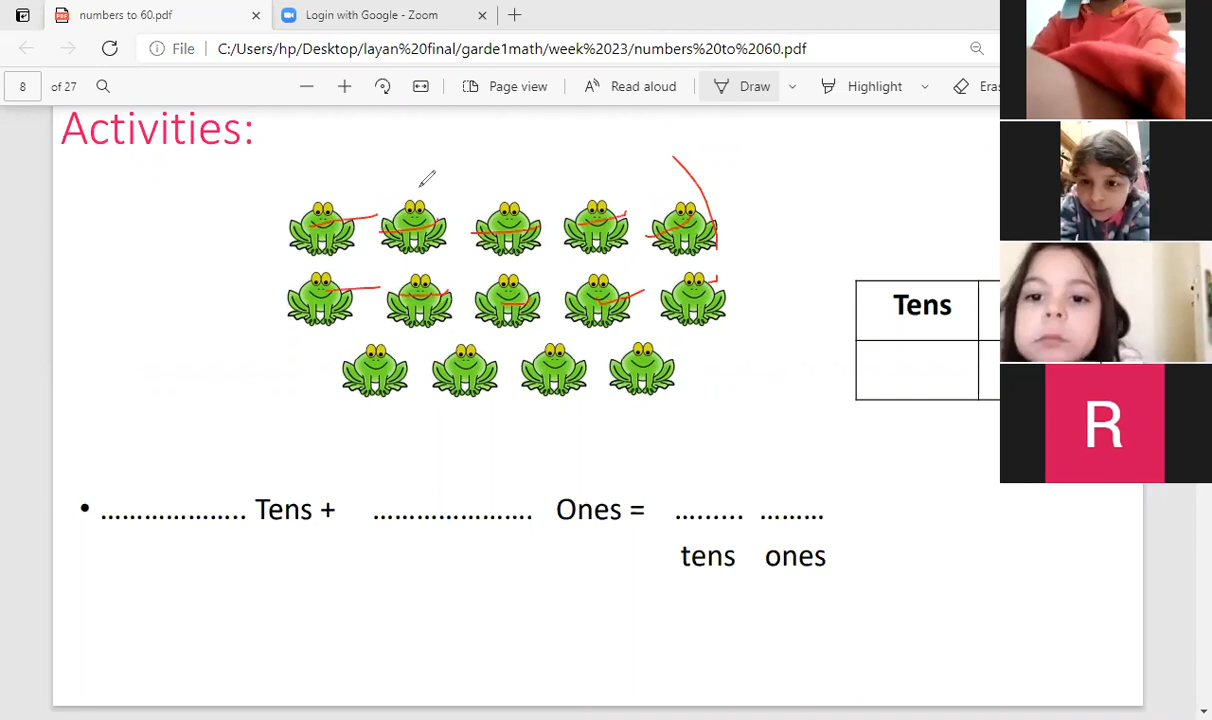 numbers to 60.pdf
Login with Google - Zoom
File
C:/Users/hp/Desktop/layan%20final/garde1math/week%2023/numbers%20to%2060.pdf
8 of 27
Page view
Read aloud
Draw
Highlight
Eras
Activities:
Tens
R
• ……………….. Tens + …………………. Ones = …...... ………
tens ones